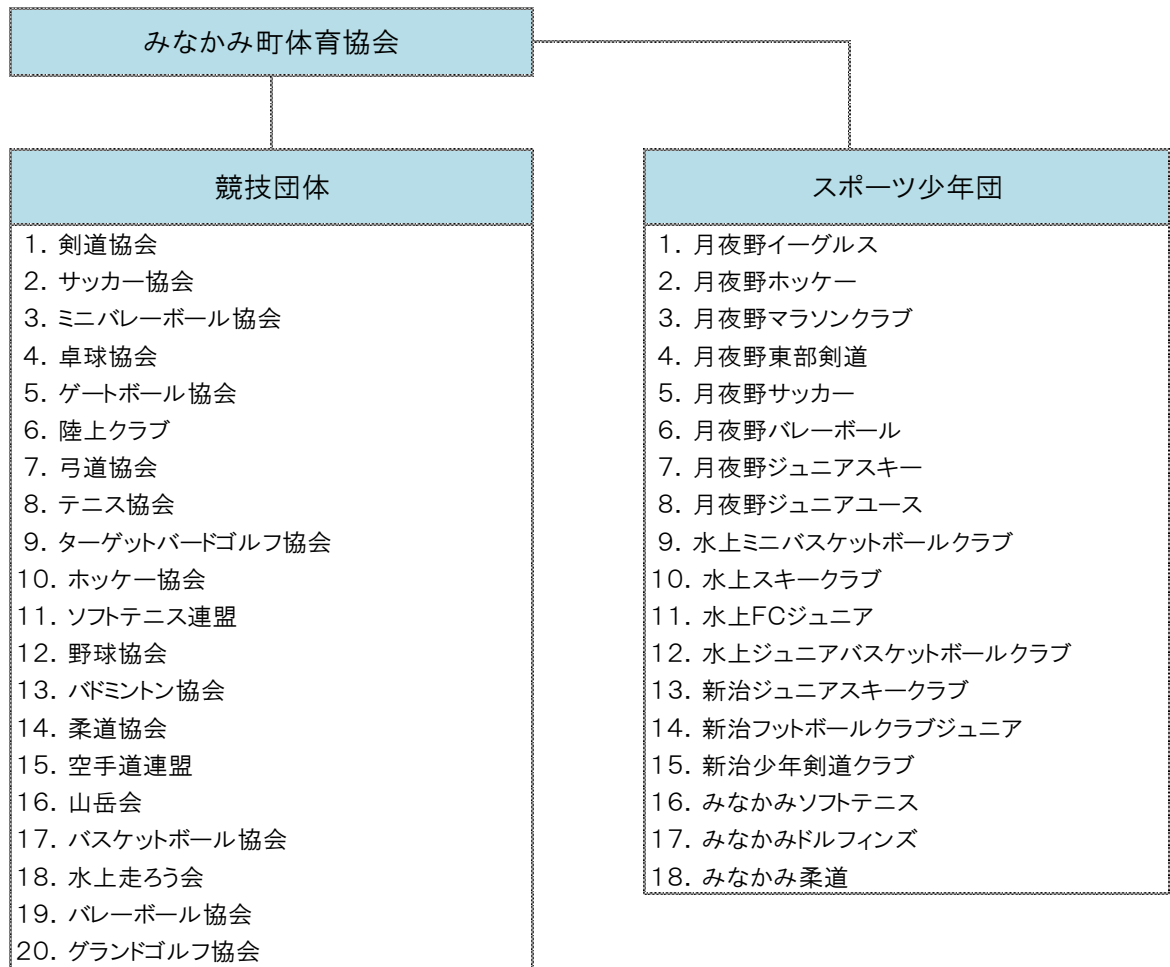 みなかみ町体育協会
競技団体
1. 剣道協会
2. サッカー協会
3. ミニバレーボール協会
4. 卓球協会
5. ゲートボール協会
6. 陸上クラブ
7. 弓道協会
8. テニス協会
9. ターゲットバードゴルフ協会
10. ホッケー協会
11. ソフトテニス連盟
12. 野球協会
13. バドミントン協会
14. 柔道協会
15. 空手道連盟
16. 山岳会
17. バスケットボール協会
18. 水上走ろう会
19. バレーボール協会
20. グランドゴルフ協会
スポーツ少年団
1. 月夜野イーグルス
2. 月夜野ホッケー
3. 月夜野マラソンクラブ
4. 月夜野東部剣道
5. 月夜野サッカー
6. 月夜野バレーボール
7. 月夜野ジュニアスキー
8. 月夜野ジュニアユース
9. 水上ミニバスケットボールクラブ
10. 水上スキークラブ
11. 水上FCジュニア
12. 水上ジュニアバスケットボールクラブ
13. 新治ジュニアスキークラブ
14. 新治フットボールクラブジュニア
15. 新治少年剣道クラブ
16. みなかみソフトテニス
17. みなかみドルフィンズ
18. みなかみ柔道